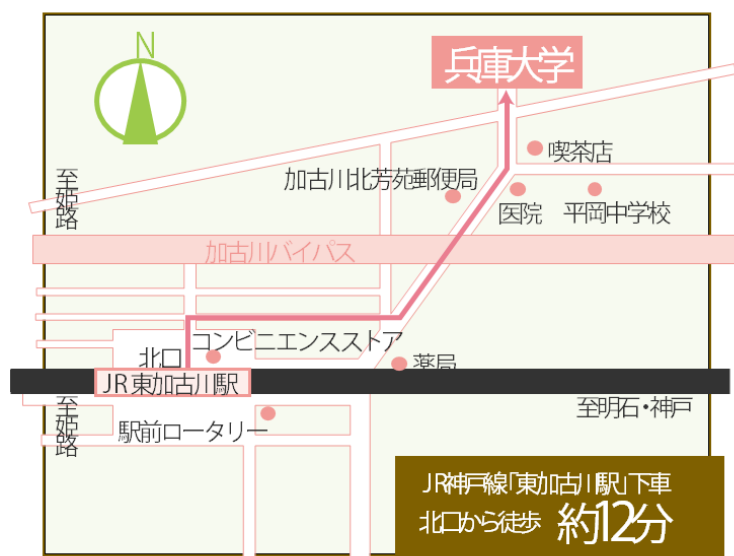 N
兵庫大学
喫茶店
至姫路
加古川北芳苑郵便局
医院
平岡中学校
加古川バイパス
コンビニエンスストア
北口
薬局
JR東加古川駅
至姫路
至明石・神戸
駅前ロータリー
JR神戸線「東加古川駅」下車
北口から徒歩 約12分